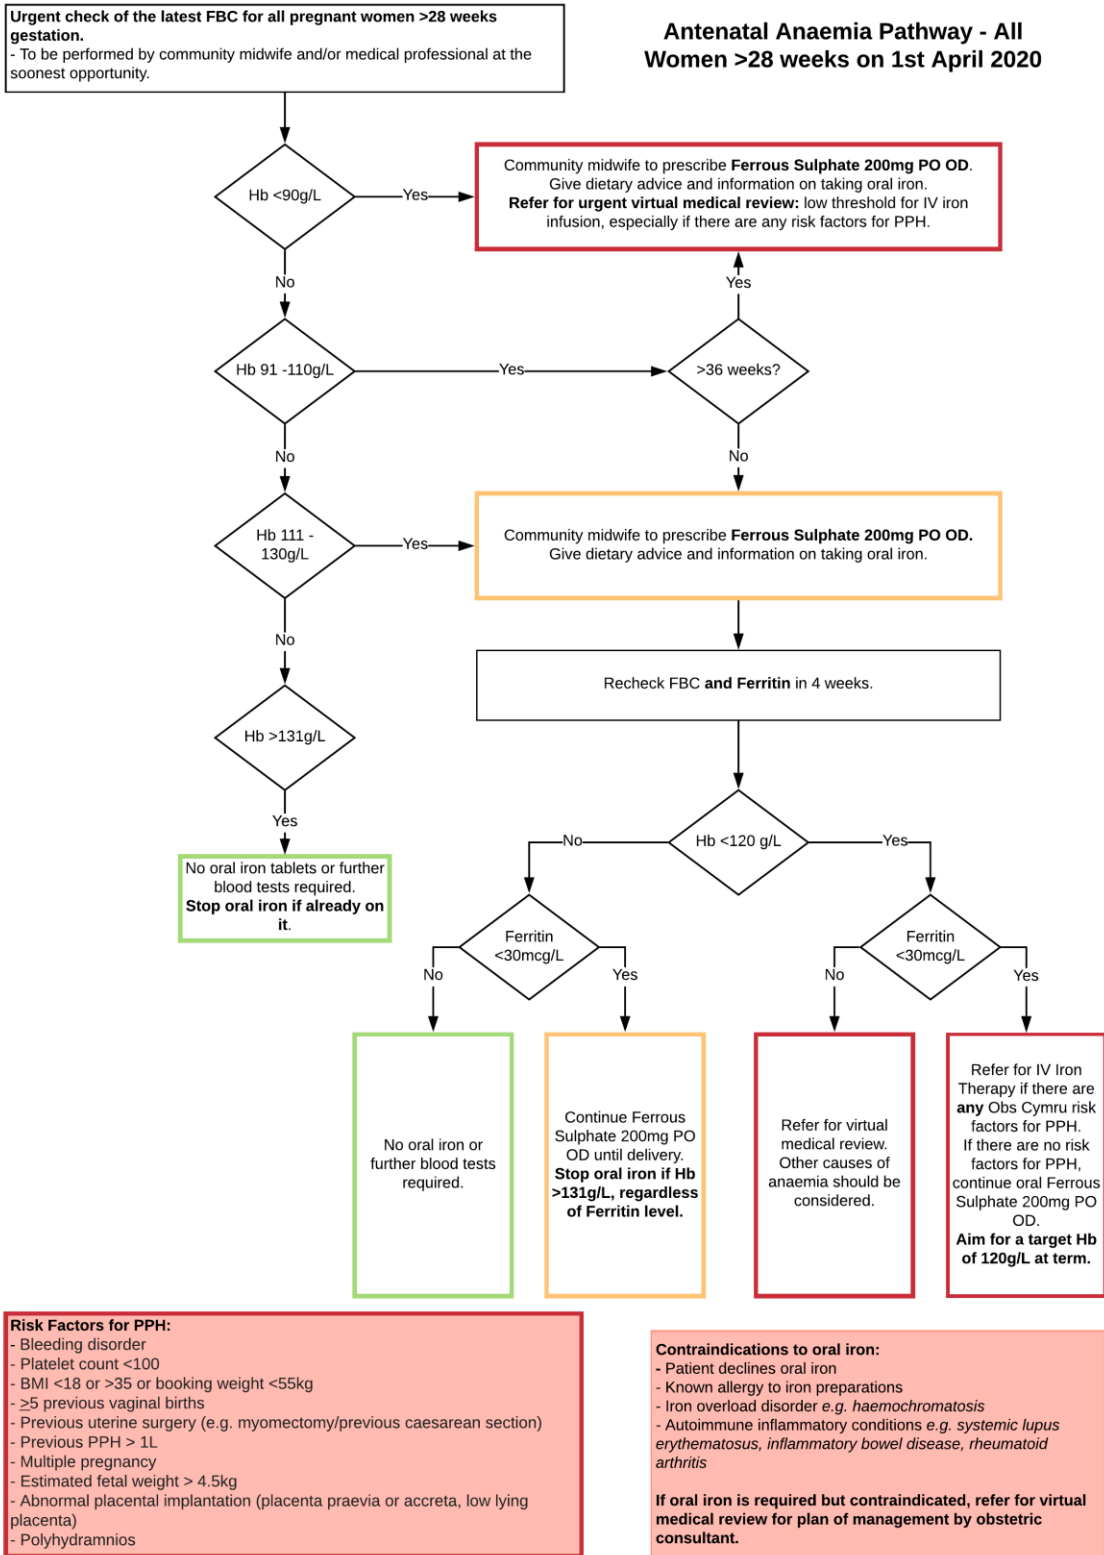 Urgent check of the latest FBC for all pregnant women >28 weeks
gestation.
- To be performed by community midwife and/or medical professional at the
soonest opportunity.
Antenatal Anaemia Pathway - All
Women >28 weeks on 1st April 2020
Hb <90g/L
Yes
Community midwife to prescribe Ferrous Sulphate 200mg PO OD.
Give dietary advice and information on taking oral iron.
Refer for urgent virtual medical review: low threshold for IV iron
infusion, especially if there are any risk factors for PPH.
No
Yes
Hb 91 -110g/L
Yes
>36 weeks?
No
No
Hb 111 -
130g/L
Yes
Community midwife to prescribe Ferrous Sulphate 200mg PO OD.
Give dietary advice and information on taking oral iron.
No
Recheck FBC and Ferritin in 4 weeks.
Hb >131g/L
Yes
No
Hb <120 g/L
Yes
No oral iron tablets or further
blood tests required.
Stop oral iron if already on
it.
Ferritin
<30mcg/L
Ferritin
<30mcg/L
No
Yes
No
Yes
No oral iron or
further blood tests
required.
Continue Ferrous
Sulphate 200mg PO
OD until delivery.
Stop oral iron if Hb
>131g/L, regardless
of Ferritin level.
Refer for virtual
medical review.
Other causes of
anaemia should be
considered.
Refer for IV Iron
Therapy if there are
any Obs Cymru risk
factors for PPH.
If there are no risk
factors for PPH,
continue oral Ferrous
Sulphate 200mg PO
OD.
Aim for a target Hb
of 120g/L at term.
Risk Factors for PPH:
- Bleeding disorder
- Platelet count <100
- BMI <18 or >35 or booking weight <55kg
- ≥5 previous vaginal births
- Previous uterine surgery (e.g. myomectomy/previous caesarean section)
- Previous PPH > 1L
- Multiple pregnancy
- Estimated fetal weight > 4.5kg
- Abnormal placental implantation (placenta praevia or accreta, low lying
placenta)
- Polyhydramnios
Contraindications to oral iron:
- Patient declines oral iron
- Known allergy to iron preparations
- Iron overload disorder e.g. haemochromatosis
- Autoimmune inflammatory conditions e.g. systemic lupus
erythematosus, inflammatory bowel disease, rheumatoid
arthritis
If oral iron is required but contraindicated, refer for virtual
medical review for plan of management by obstetric
consultant.